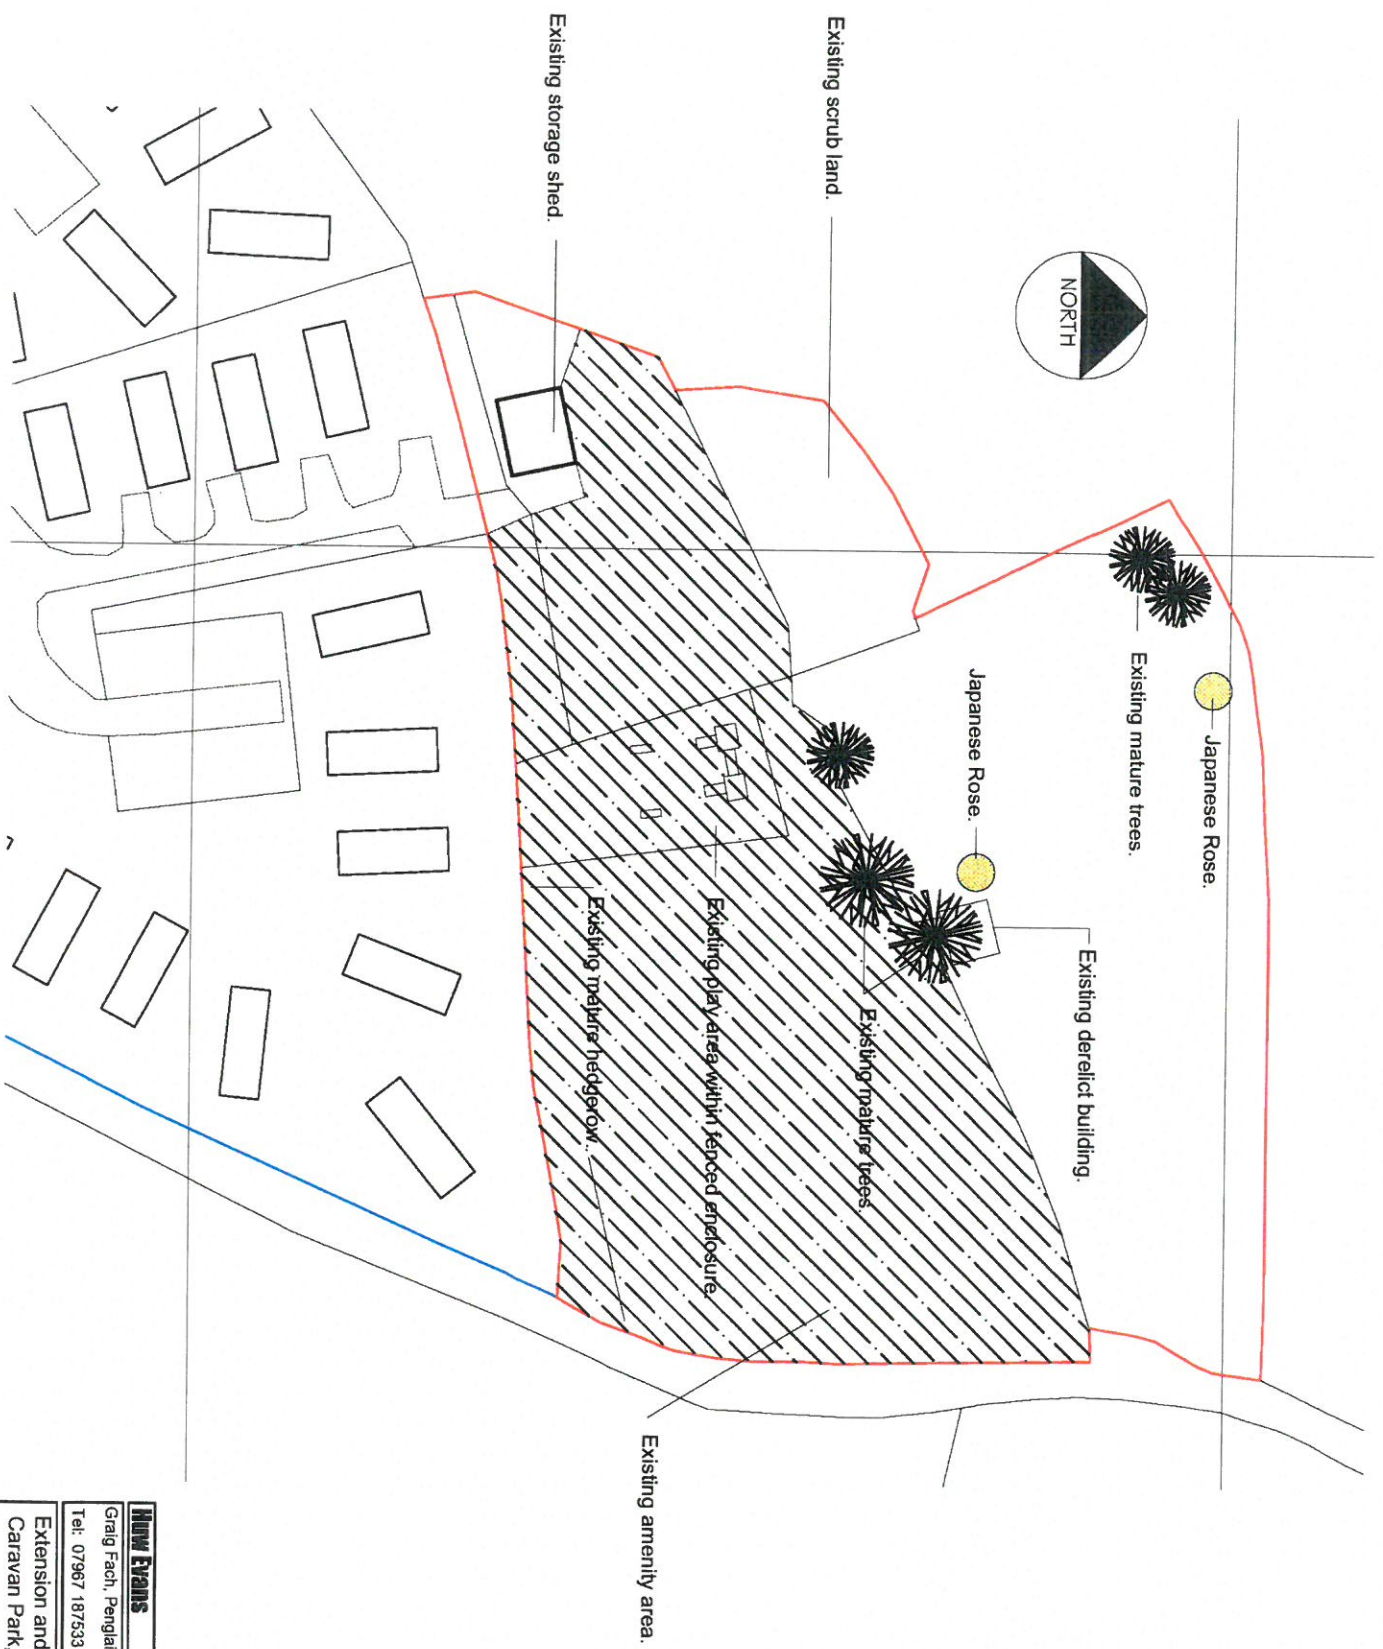 NORTH
Japanese Rose.
Existing mature trees.
Japanese Rose.
Existing derelict building.
Existing scrub land.
Existing mature trees.
Existing play area within fenced enclosure.
Existing amenity area.
Existing mature hedgerow.
Existing storage shed.
Huw Evans
Graig Fach, Penglai
Tel: 07967 187533
Extension and
Caravan Park,